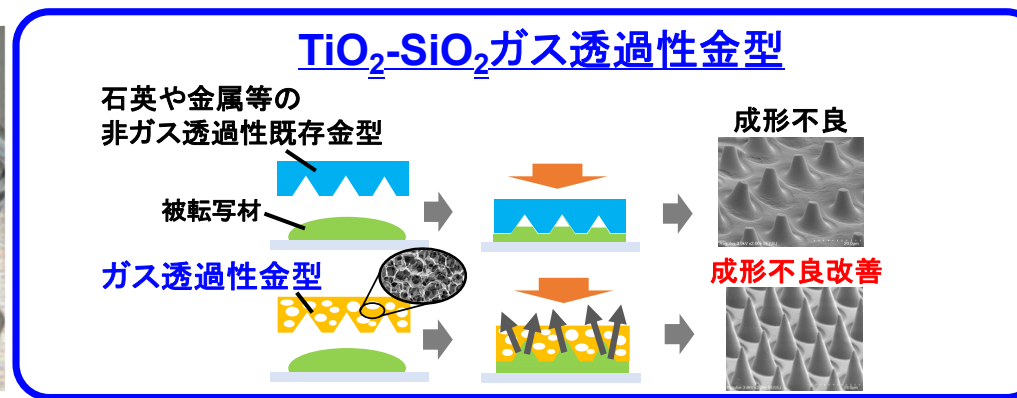 TiO2-SiO2ガス透過性金型
石英や金属等の
非ガス透過性既存金型
被転写材
成形不良
ガス透過性金型
成形不良改善